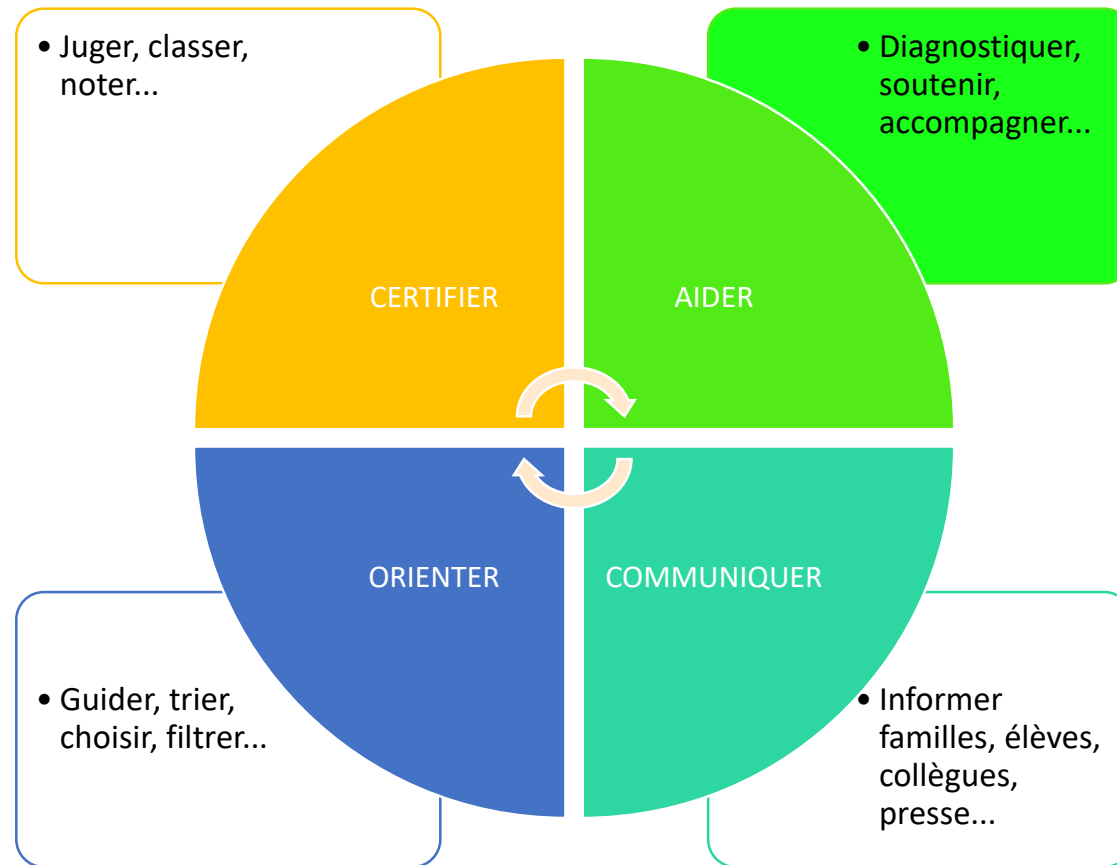 • Juger, classer,
noter...
• Diagnostiquer,
soutenir,
accompagner...
CERTIFIER
AIDER
ORIENTER
COMMUNIQUER
• Guider, trier,
choisir, filtrer...
• Informer
familles, élèves,
collègues,
presse...